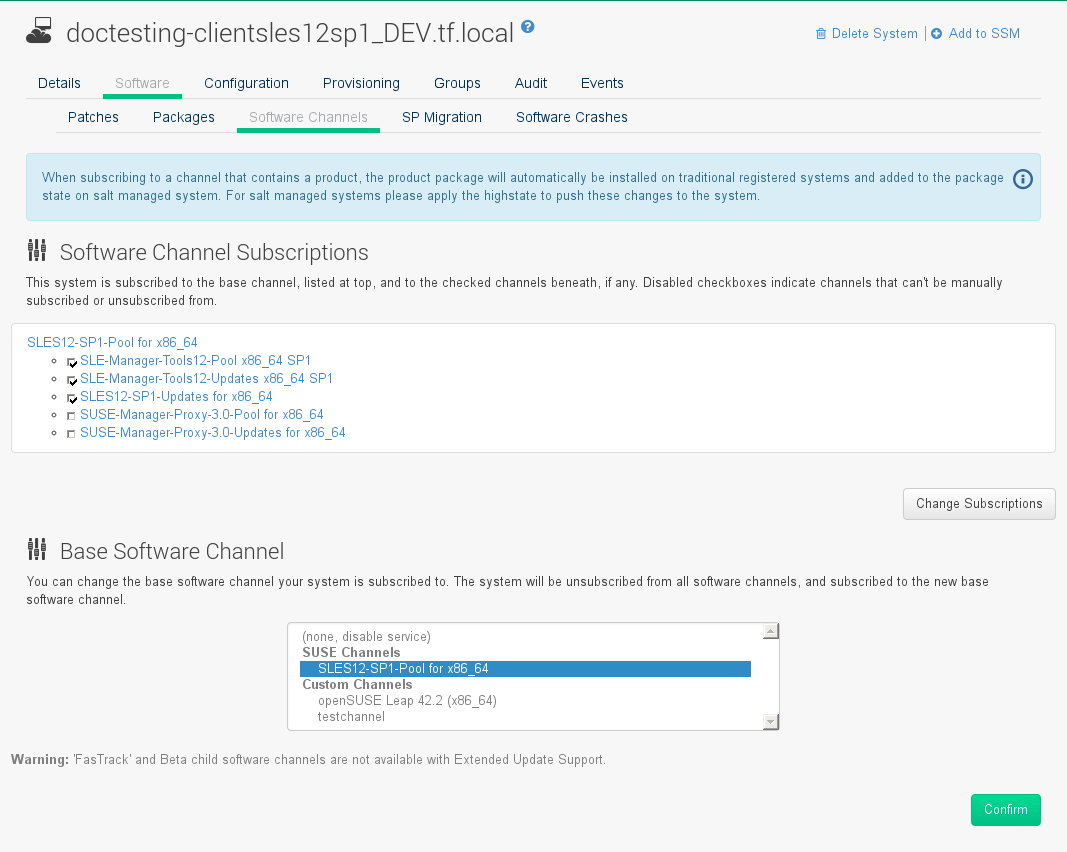 doctesting-clientsles12sp1_DEV.tf.local ?
Delete System | Add to SSM
Details Software Configuration Provisioning Groups Audit Events
Patches Packages Software Channels SP Migration Software Crashes
When subscribing to a channel that contains a product, the product package will automatically be installed on traditional registered systems and added to the package
state on salt managed system. For salt managed systems please apply the highstate to push these changes to the system.
Software Channel Subscriptions
This system is subscribed to the base channel, listed at top, and to the checked channels beneath, if any. Disabled checkboxes indicate channels that can't be manually
subscribed or unsubscribed from.
SLES12-SP1-Pool for x86_64
SLE-Manager-Tools12-Pool x86_64 SP1
SLE-Manager-Tools12-Updates x86_64 SP1
SLES12-SP1-Updates for x86_64
SUSE-Manager-Proxy-3.0-Pool for x86_64
SUSE-Manager-Proxy-3.0-Updates for x86_64
Change Subscriptions
Base Software Channel
You can change the base software channel your system is subscribed to. The system will be unsubscribed from all software channels, and subscribed to the new base
software channel.
(none, disable service)
SUSE Channels
SLES12-SP1-Pool for x86_64
Custom Channels
openSUSE Leap 42.2 (x86_64)
testchannel
Warning: 'FasTrack' and Beta child software channels are not available with Extended Update Support.
Confirm